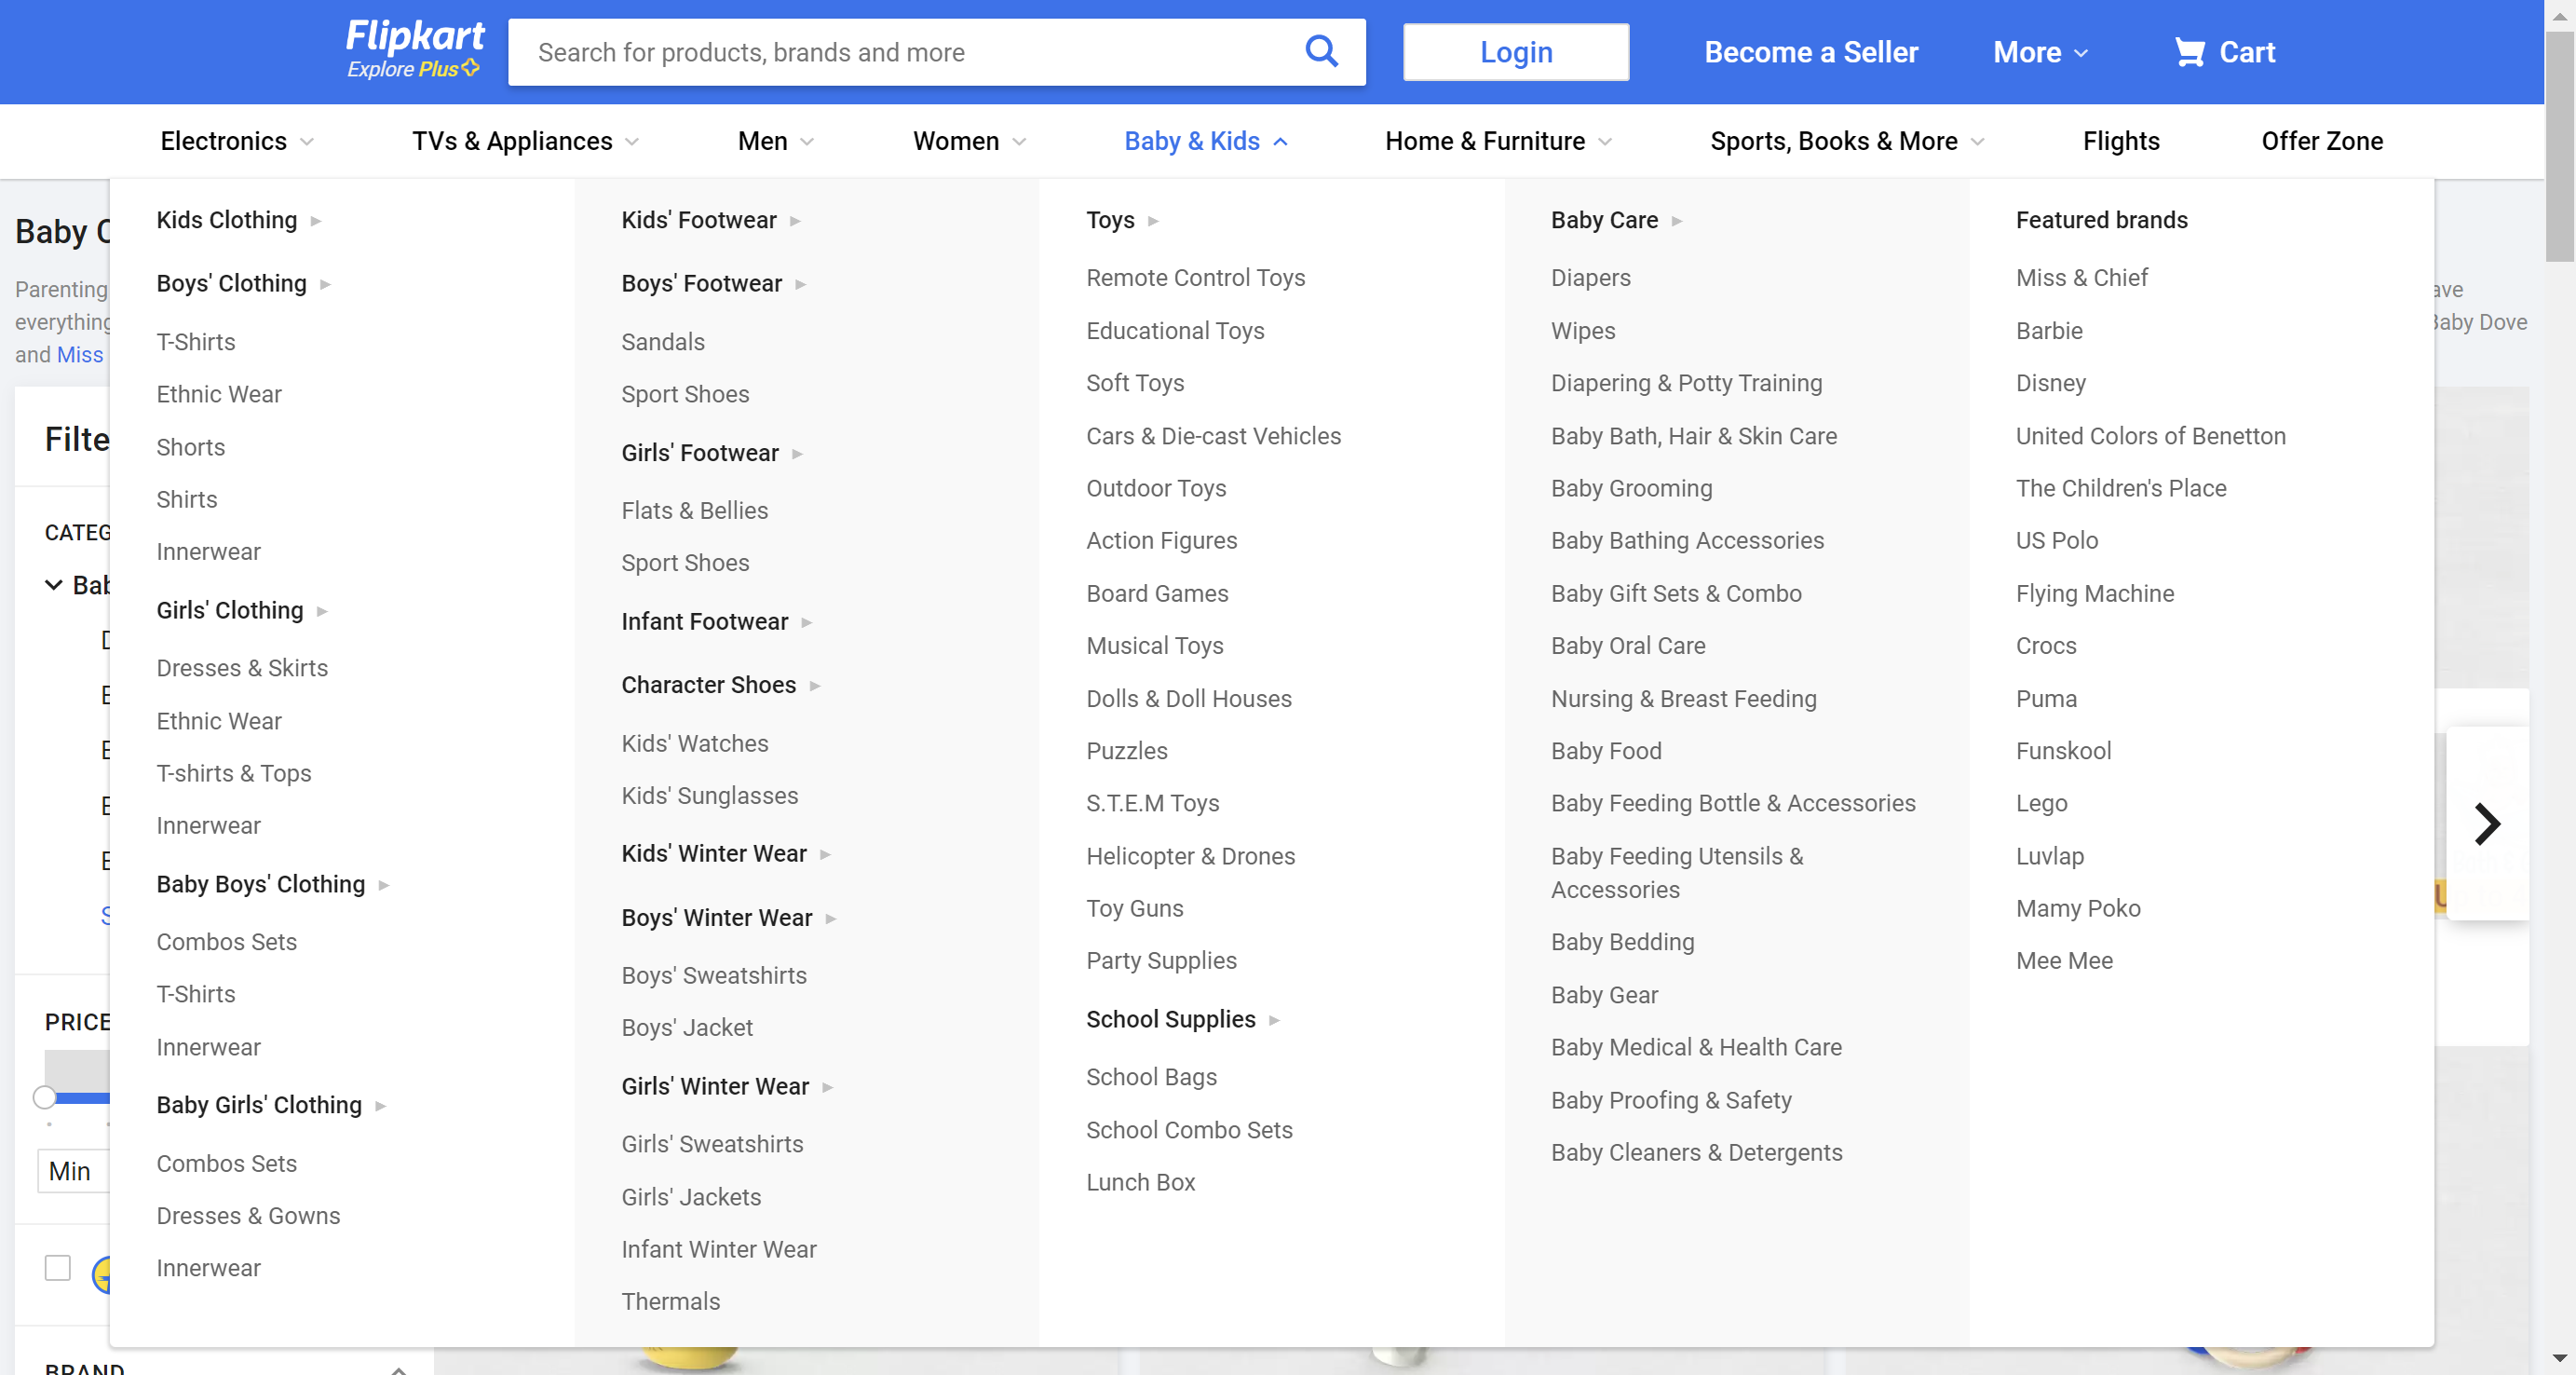 Flipkart
Explore Plus
Search for products, brands and more
Login
Become a Seller
More
Cart
Electronics
TVs & Appliances
Men
Women
Baby & Kids
Home & Furniture
Sports, Books & More
Flights
Offer Zone
Kids Clothing
Boys' Clothing
T-Shirts
Ethnic Wear
Shorts
Shirts
Innerwear
Girls' Clothing
Dresses & Skirts
Ethnic Wear
T-shirts & Tops
Innerwear
Baby Boys' Clothing
Combos Sets
T-Shirts
Innerwear
Baby Girls' Clothing
Combos Sets
Dresses & Gowns
Innerwear
Kids' Footwear
Boys' Footwear
Sandals
Sport Shoes
Girls' Footwear
Flats & Bellies
Sport Shoes
Infant Footwear
Character Shoes
Kids' Watches
Kids' Sunglasses
Kids' Winter Wear
Boys' Winter Wear
Boys' Sweatshirts
Boys' Jacket
Girls' Winter Wear
Girls' Sweatshirts
Girls' Jackets
Infant Winter Wear
Thermals
Toys
Remote Control Toys
Educational Toys
Soft Toys
Cars & Die-cast Vehicles
Outdoor Toys
Action Figures
Board Games
Musical Toys
Dolls & Doll Houses
Puzzles
S.T.E.M Toys
Helicopter & Drones
Toy Guns
Party Supplies
School Supplies
School Bags
School Combo Sets
Lunch Box
Baby Care
Diapers
Wipes
Diapering & Potty Training
Baby Bath, Hair & Skin Care
Baby Grooming
Baby Bathing Accessories
Baby Gift Sets & Combo
Baby Oral Care
Nursing & Breast Feeding
Baby Food
Baby Feeding Bottle & Accessories
Baby Feeding Utensils &
Accessories
Baby Bedding
Baby Gear
Baby Medical & Health Care
Baby Proofing & Safety
Baby Cleaners & Detergents
Featured brands
Miss & Chief
Barbie
Disney
United Colors of Benetton
The Children's Place
US Polo
Flying Machine
Crocs
Puma
Funskool
Lego
Luvlap
Mamy Poko
Mee Mee
Baby
Parenting
everything
and Miss
Baby Dove
PRICE
Min
BRAND